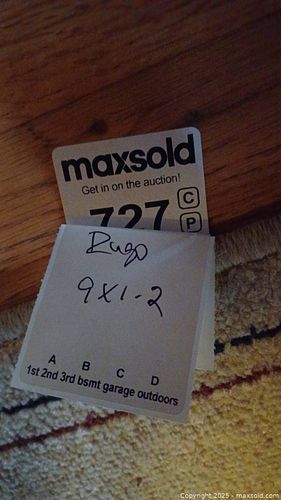 maxsold
Get in on the auction!
727 C
P
Rugs
9x1-2
A B C D
1st 2nd 3rd bsmt garage outdoors
Copyright 2025 - maxsold.com